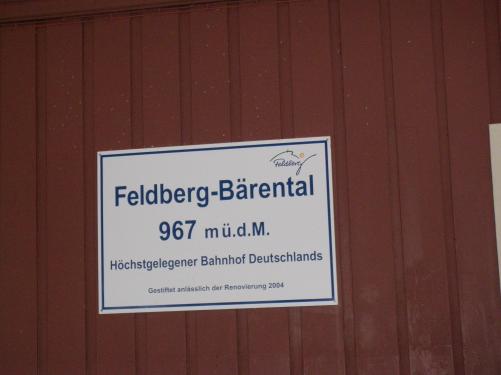 Feldberg
Feldberg-Bärental
967 m ü.d.M.
Höchstgelegener Bahnhof Deutschlands
Gestiftet anlässlich der Renovierung 2004